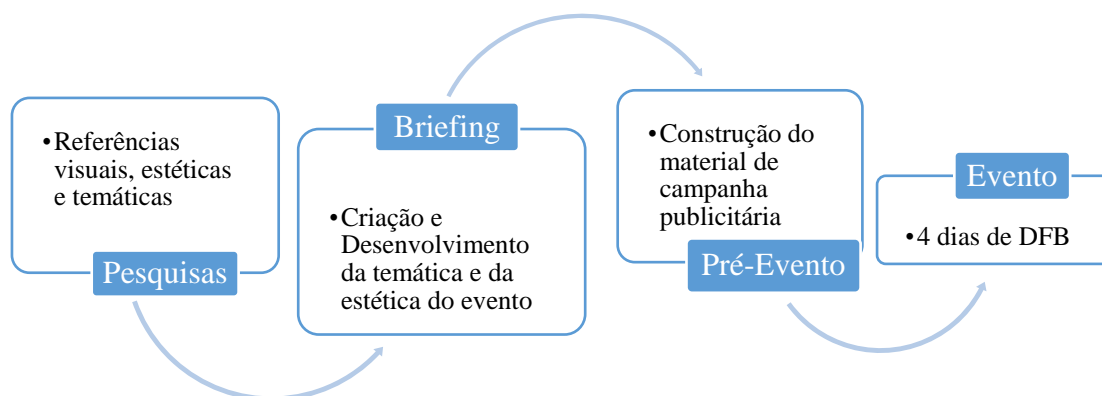 •Referências
visuais, estéticas
e temáticas
Pesquisas
Briefing
•Criação e
Desenvolvimento
da temática e da
estética do evento
•Construção do
material de
campanha
publicitária
Pré-Evento
Evento
•4 dias de DFB